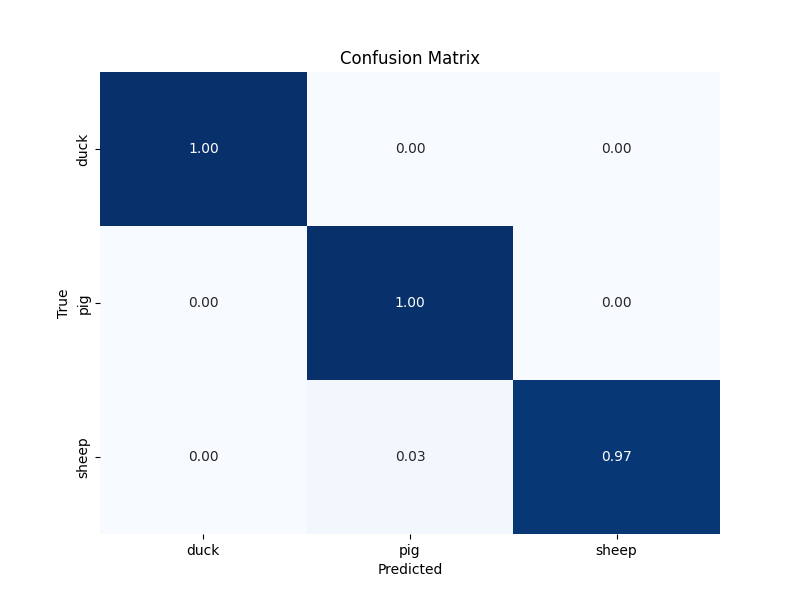 Confusion Matrix
duck 1.00 0.00 0.00
pig 0.00 1.00 0.00
sheep 0.00 0.03 0.97
True
duck pig sheep
Predicted